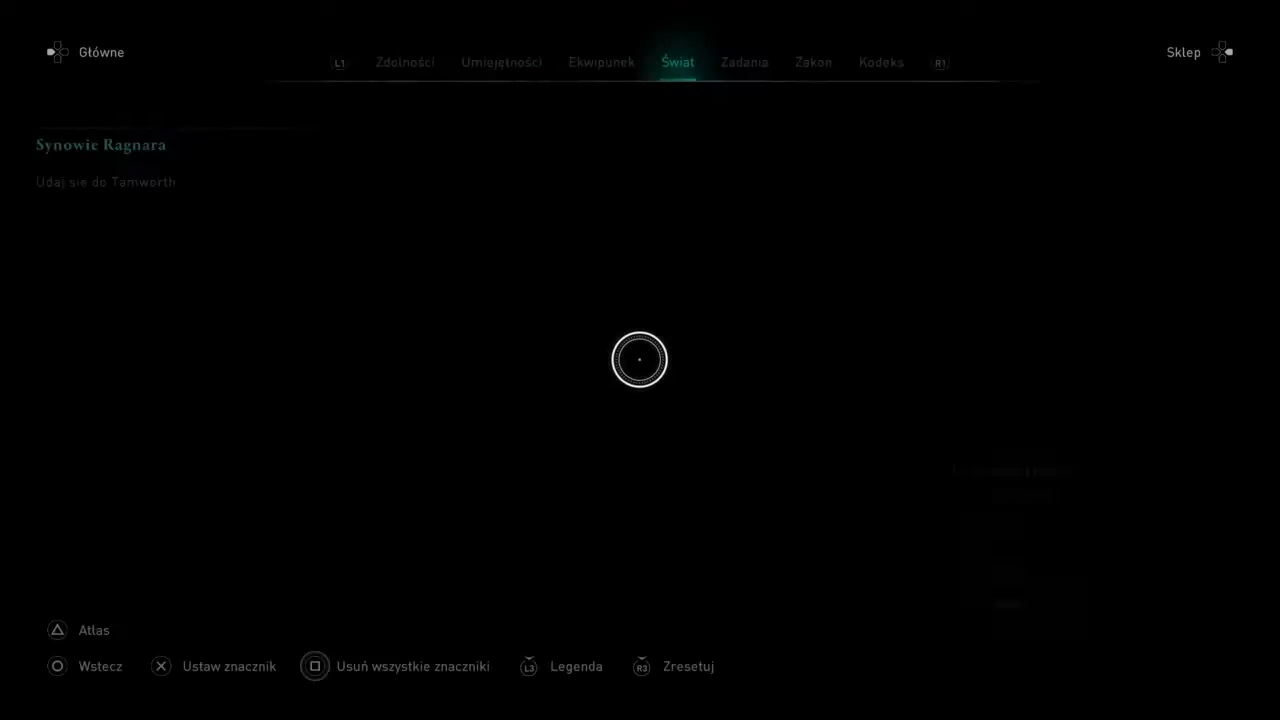 Główne
L1 Zdolności Umiejętności Ekwipunek Świat Zadania Zakon Kodeks R1
Sklep
Synowie Ragnara
Udaj się do Tamworth
Atlas
Wstecz Ustaw znacznik Usuń wszystkie znaczniki L3 Legenda R3 Zresetuj